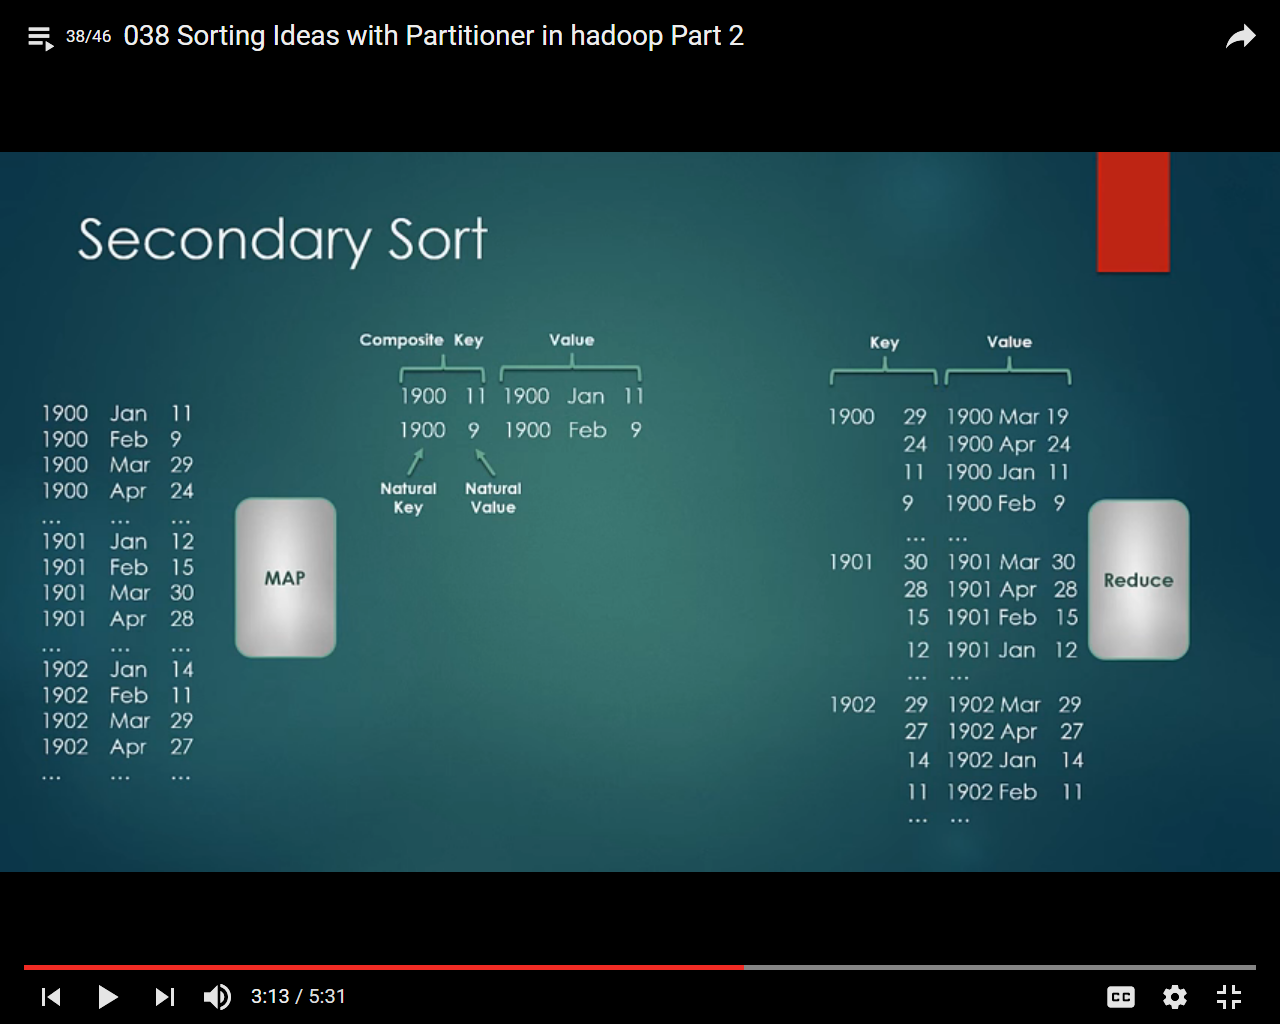 38/46 038 Sorting Ideas with Partitioner in hadoop Part 2
Secondary Sort
1900 Jan 11
1900 Feb 9
1900 Mar 29
1900 Apr 24
... ... ...
1901 Jan 12
1901 Feb 15
1901 Mar 30
1901 Apr 28
... ... ...
1902 Jan 14
1902 Feb 11
1902 Mar 29
1902 Apr 27
... ... ...
MAP
Composite Key Value
1900 11 1900 Jan 11
1900 9 1900 Feb 9
Natural Natural
Key Value
Key Value
1900 29 1900 Mar 19
24 1900 Apr 24
11 1900 Jan 11
9 1900 Feb 9
... ...
1901 30 1901 Mar 30
28 1901 Apr 28
15 1901 Feb 15
12 1901 Jan 12
... ...
1902 29 1902 Mar 29
27 1902 Apr 27
14 1902 Jan 14
11 1902 Feb 11
... ...
Reduce
3:13 / 5:31
CC